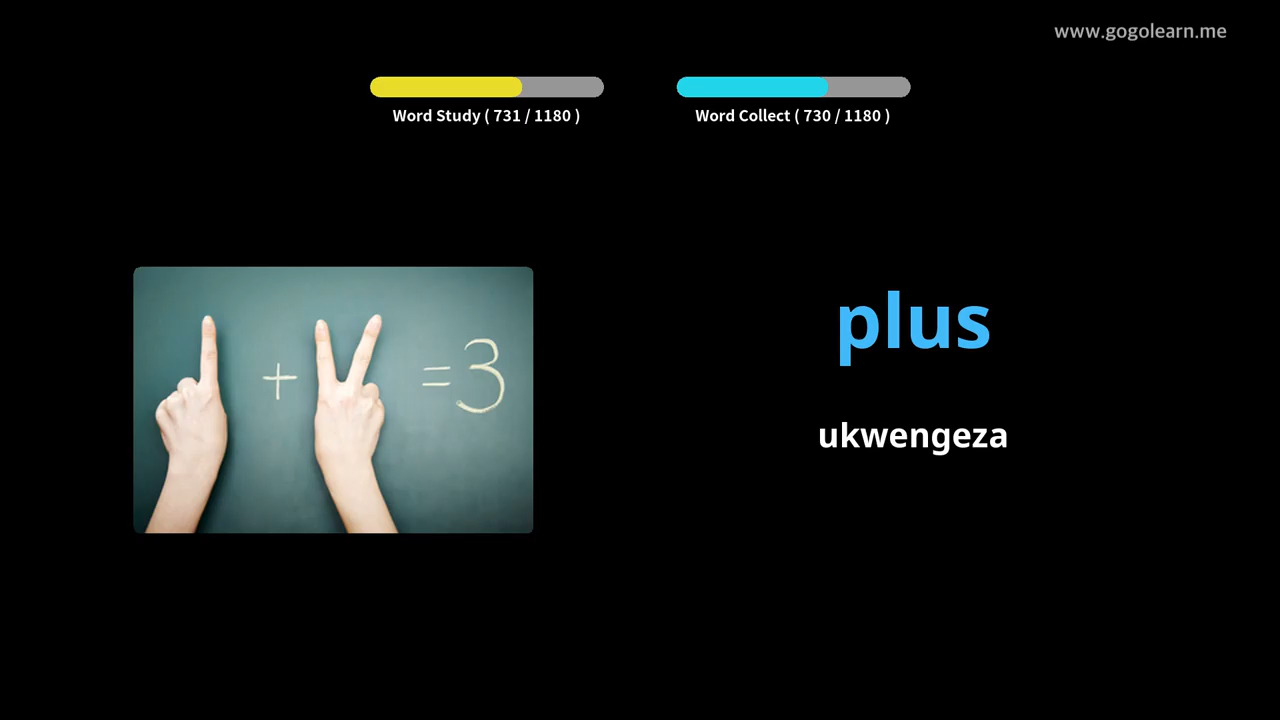 www.gogolearn.me
Word Study ( 731 / 1180 )
Word Collect ( 730 / 1180 )
+ = 3
plus
ukwengeza